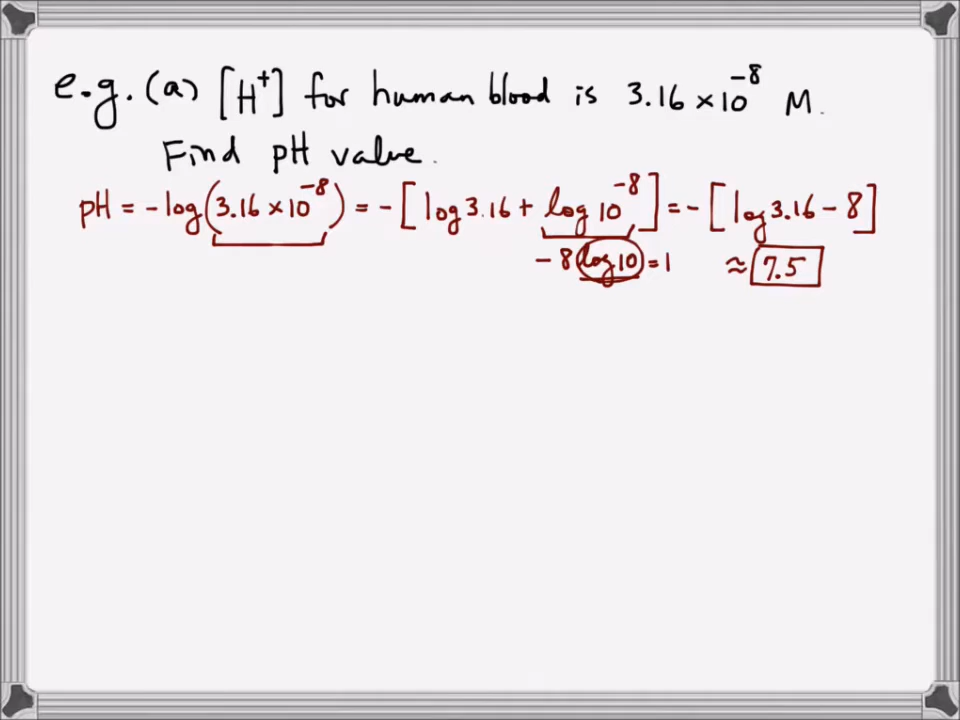 e.g. (a) [H⁺] for human blood is 3.16 × 10⁻⁸ M.
Find pH value.
pH = - log (3.16 × 10⁻⁸) = - [log 3.16 + log 10⁻⁸] = - [log 3.16 - 8]
- 8 log 10 = 1 ≈ 7.5